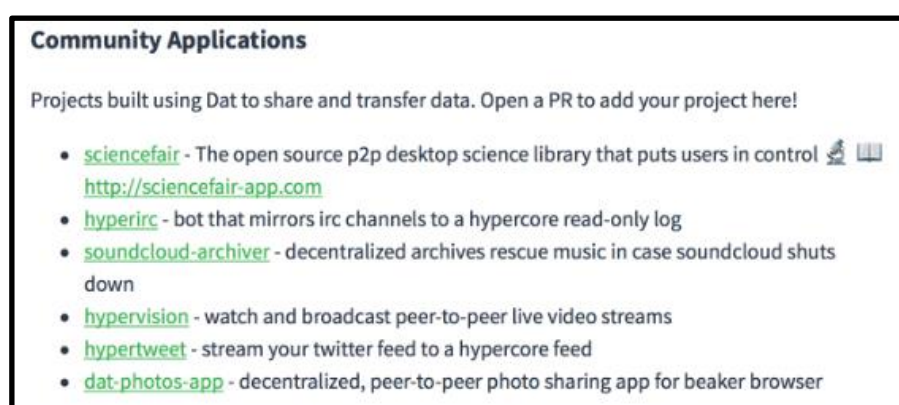 Community Applications
Projects built using Dat to share and transfer data. Open a PR to add your project here!
• sciencefair - The open source p2p desktop science library that puts users in control 🔬 📖
http://sciencefair-app.com
• hyperirc - bot that mirrors irc channels to a hypercore read-only log
• soundcloud-archiver - decentralized archives rescue music in case soundcloud shuts
down
• hypervision - watch and broadcast peer-to-peer live video streams
• hypertweet - stream your twitter feed to a hypercore feed
• dat-photos-app - decentralized, peer-to-peer photo sharing app for beaker browser